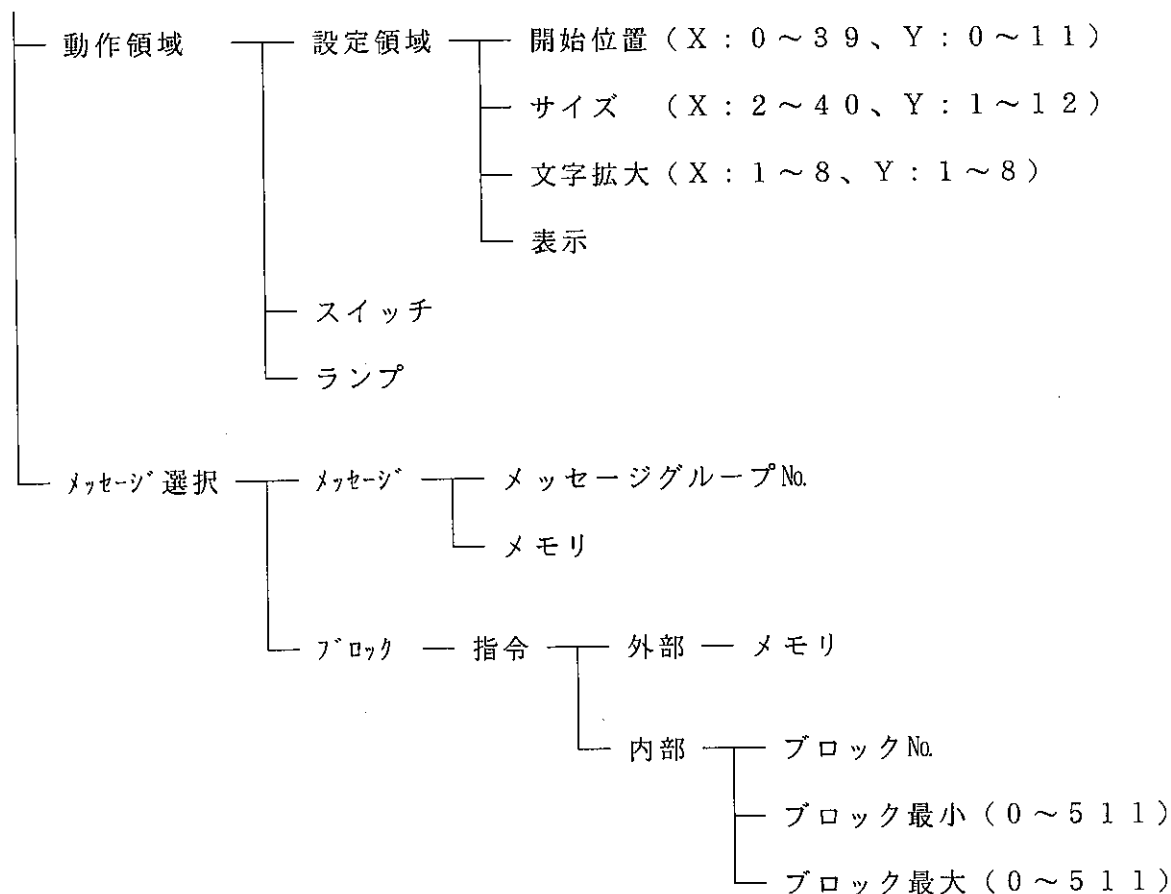 動作領域 設定領域 開始位置(X:0~39、Y:0~11)
サイズ (X:2~40、Y:1~12)
文字拡大(X:1~8、Y:1~8)
表示
スイッチ
ランプ
ﾒｯｾｰｼﾞ選択 ﾒｯｾｰｼﾞ メッセージグループ№
メモリ
ﾌﾞﾛｯｸ 指令 外部 メモリ
内部 ブロック№
ブロック最小(0~511)
ブロック最大(0~511)